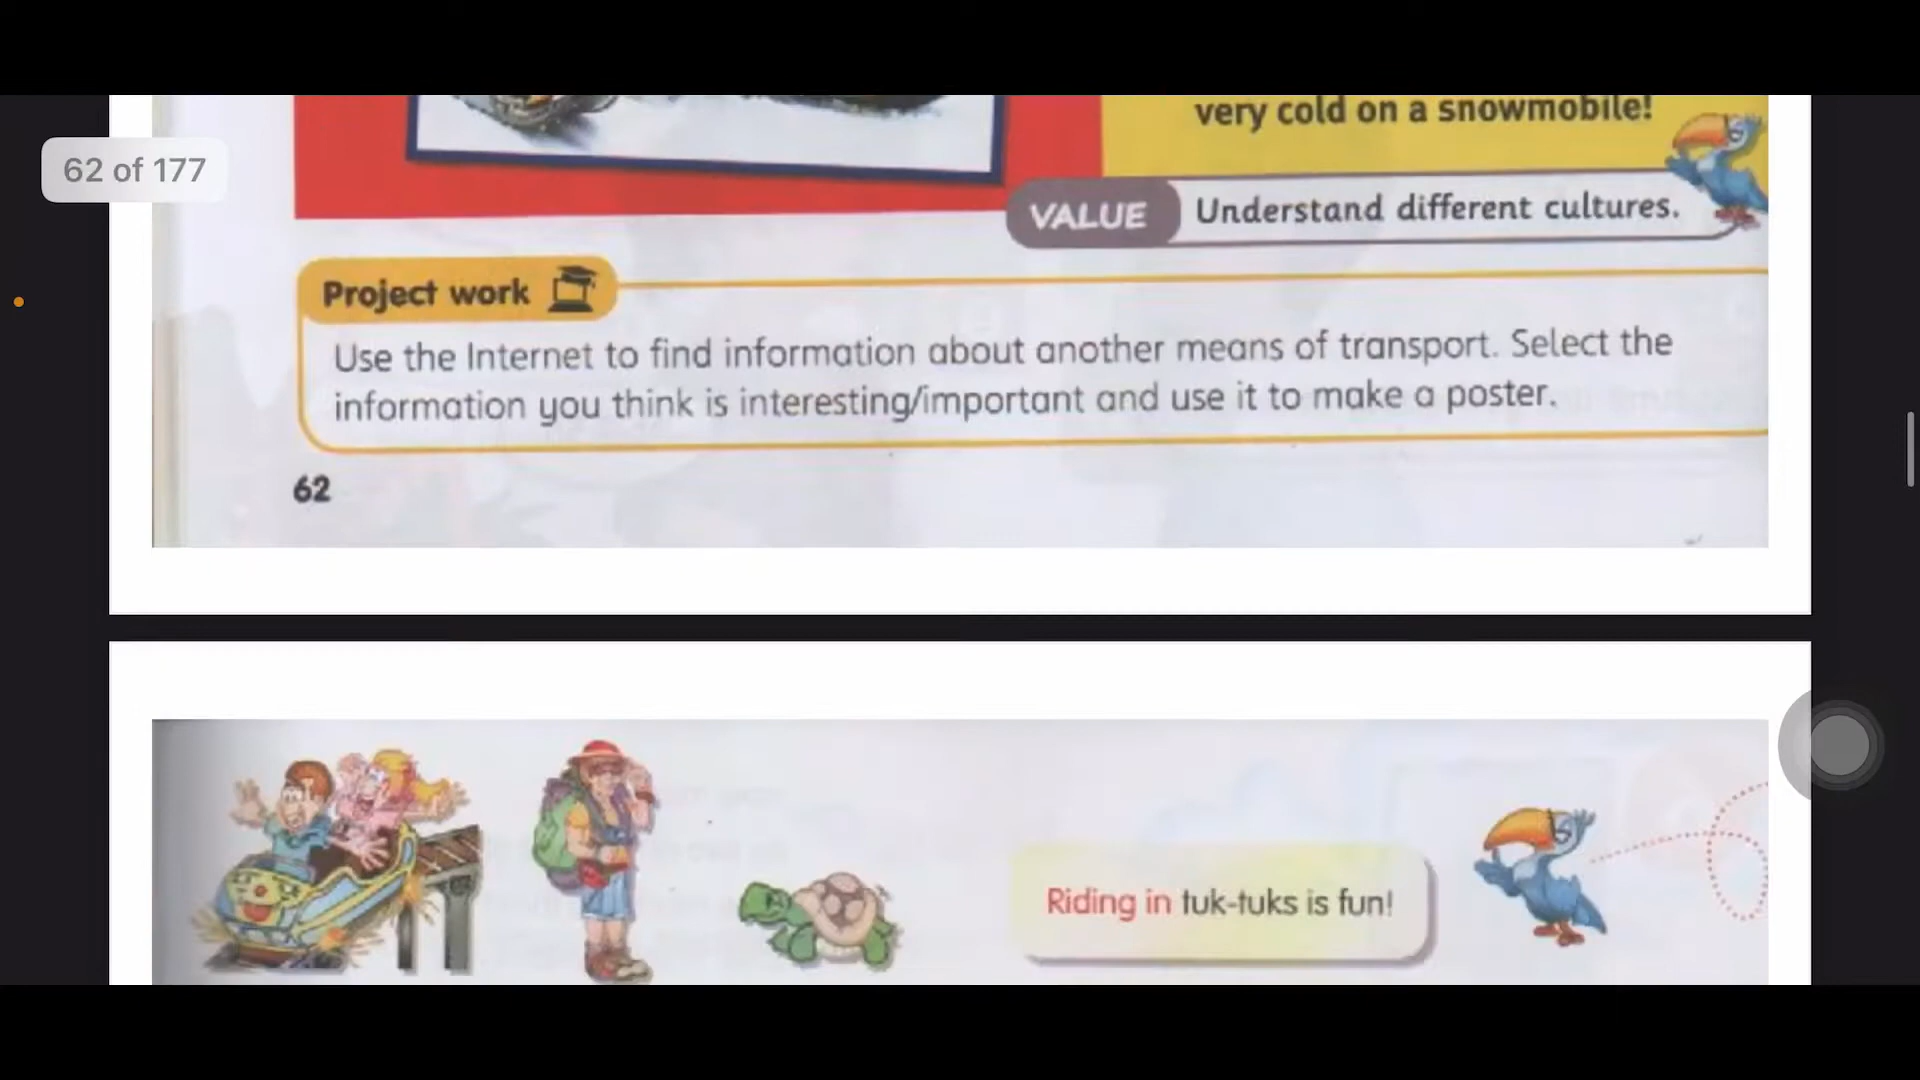 very cold on a snowmobile!
62 of 177
VALUE Understand different cultures.
Project work
Use the Internet to find information about another means of transport. Select the
information you think is interesting/important and use it to make a poster.
62
Riding in tuk-tuks is fun!